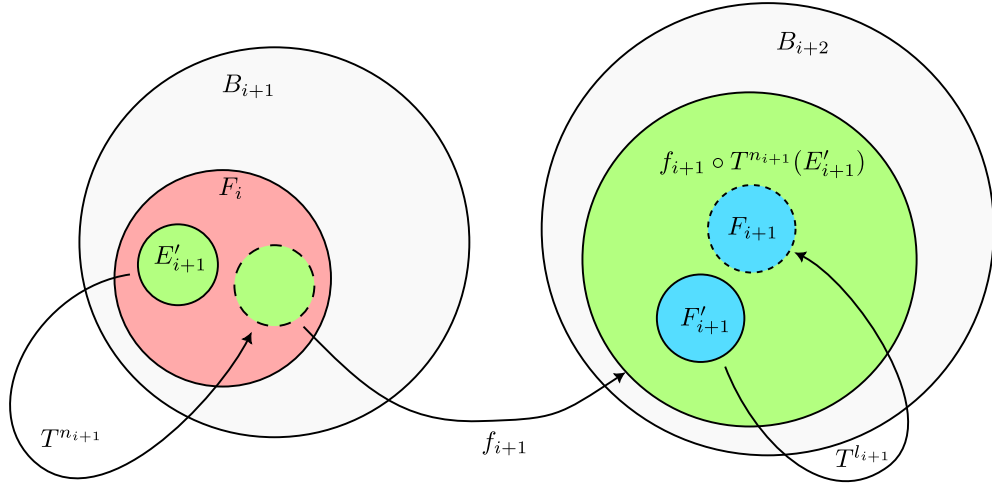 B_{i+1}
F_i
E'_{i+1}
T^{n_{i+1}}
f_{i+1}
B_{i+2}
f_{i+1} ∘ T^{n_{i+1}}(E'_{i+1})
F_{i+1}
F'_{i+1}
T^{l_{i+1}}